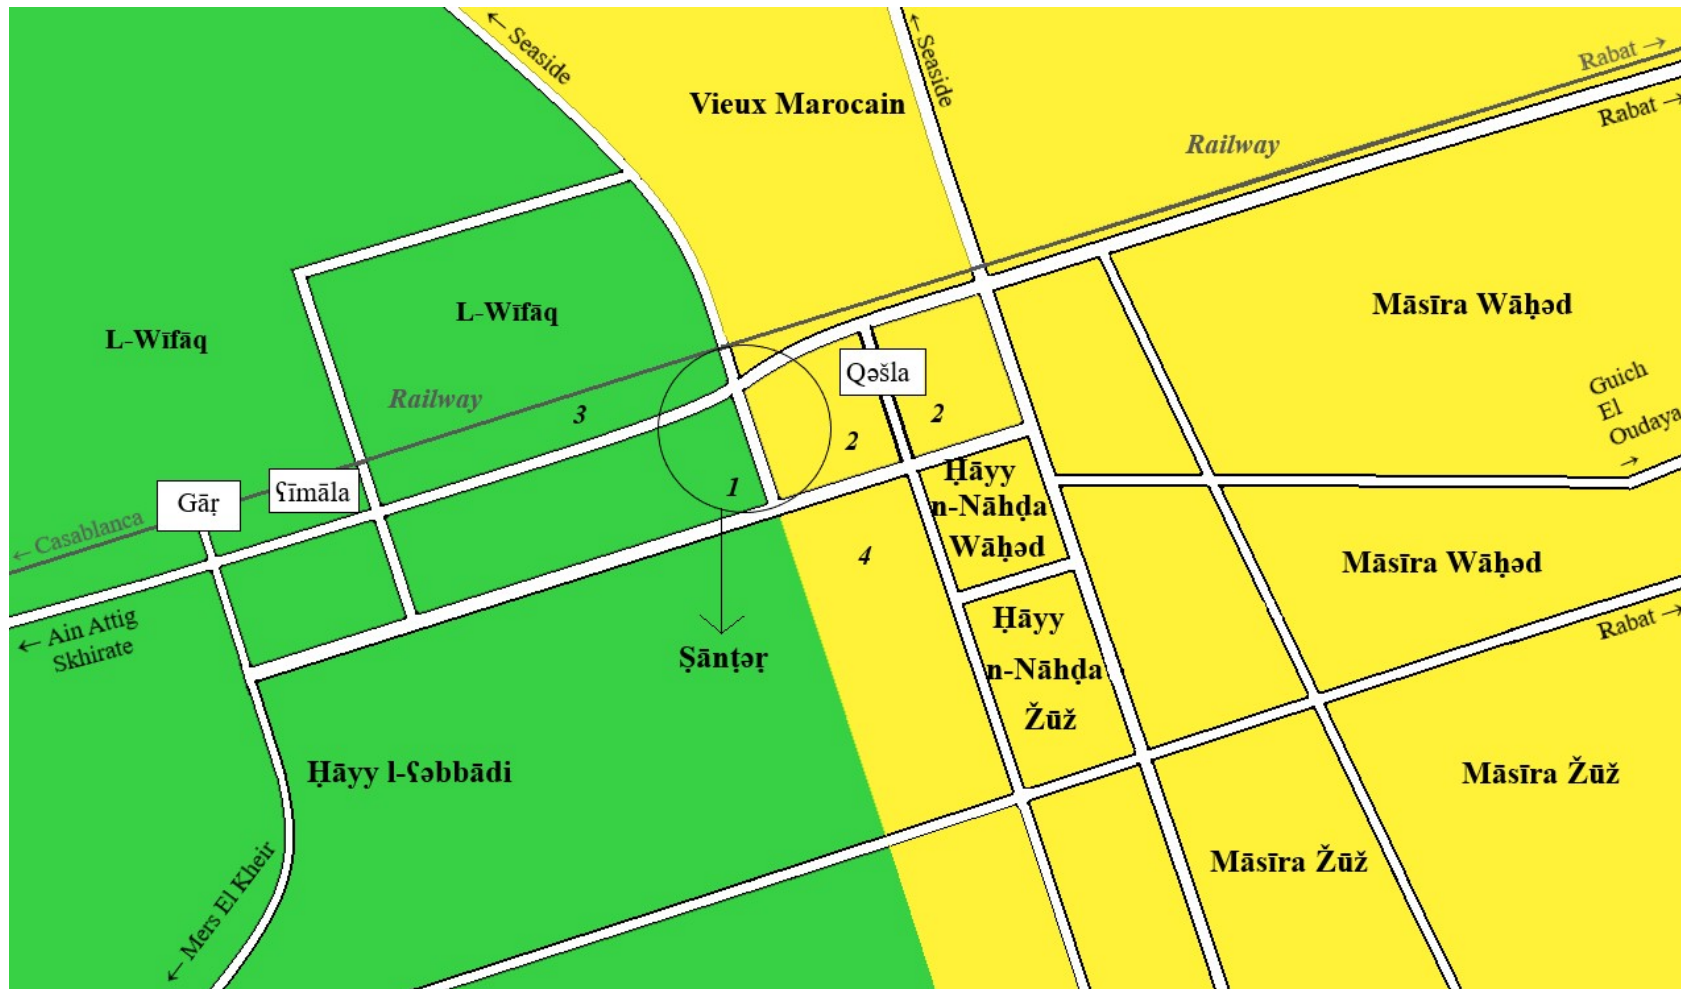 ← Seaside
← Seaside
Vieux Marocain
Rabat →
Rabat →
Railway
L-Wīfāq
L-Wīfāq
Māsīra Wāḥəd
Railway
3
Qəšla
2
2
Guich
El
Oudaya
→
Gāṛ
ʕīmāla
1
Ḥāyy
n-Nāhḍa
Wāḥəd
← Casablanca
4
Māsīra Wāḥəd
← Ain Attig
Skhirate
Ṣānṭəṛ
Ḥāyy
n-Nāhḍa
Žūž
Rabat →
Ḥāyy l-ʕəbbādi
Māsīra Žūž
Māsīra Žūž
← Mers El Kheir